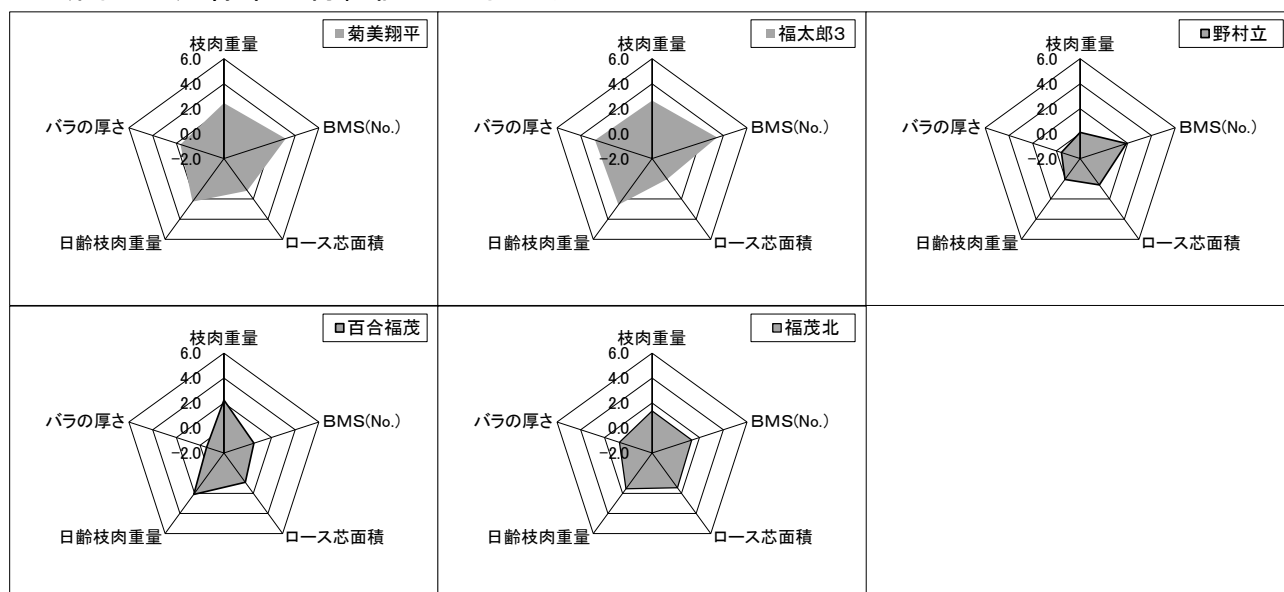 菊美翔平
枝肉重量
6.0
4.0
2.0
0.0
−2.0
BMS(No.)
ロース芯面積
日齢枝肉重量
バラの厚さ
福太郎3
枝肉重量
6.0
4.0
2.0
0.0
−2.0
BMS(No.)
ロース芯面積
日齢枝肉重量
バラの厚さ
野村立
枝肉重量
6.0
4.0
2.0
0.0
−2.0
BMS(No.)
ロース芯面積
日齢枝肉重量
バラの厚さ
百合福茂
枝肉重量
6.0
4.0
2.0
0.0
−2.0
BMS(No.)
ロース芯面積
日齢枝肉重量
バラの厚さ
福茂北
枝肉重量
6.0
4.0
2.0
0.0
−2.0
BMS(No.)
ロース芯面積
日齢枝肉重量
バラの厚さ